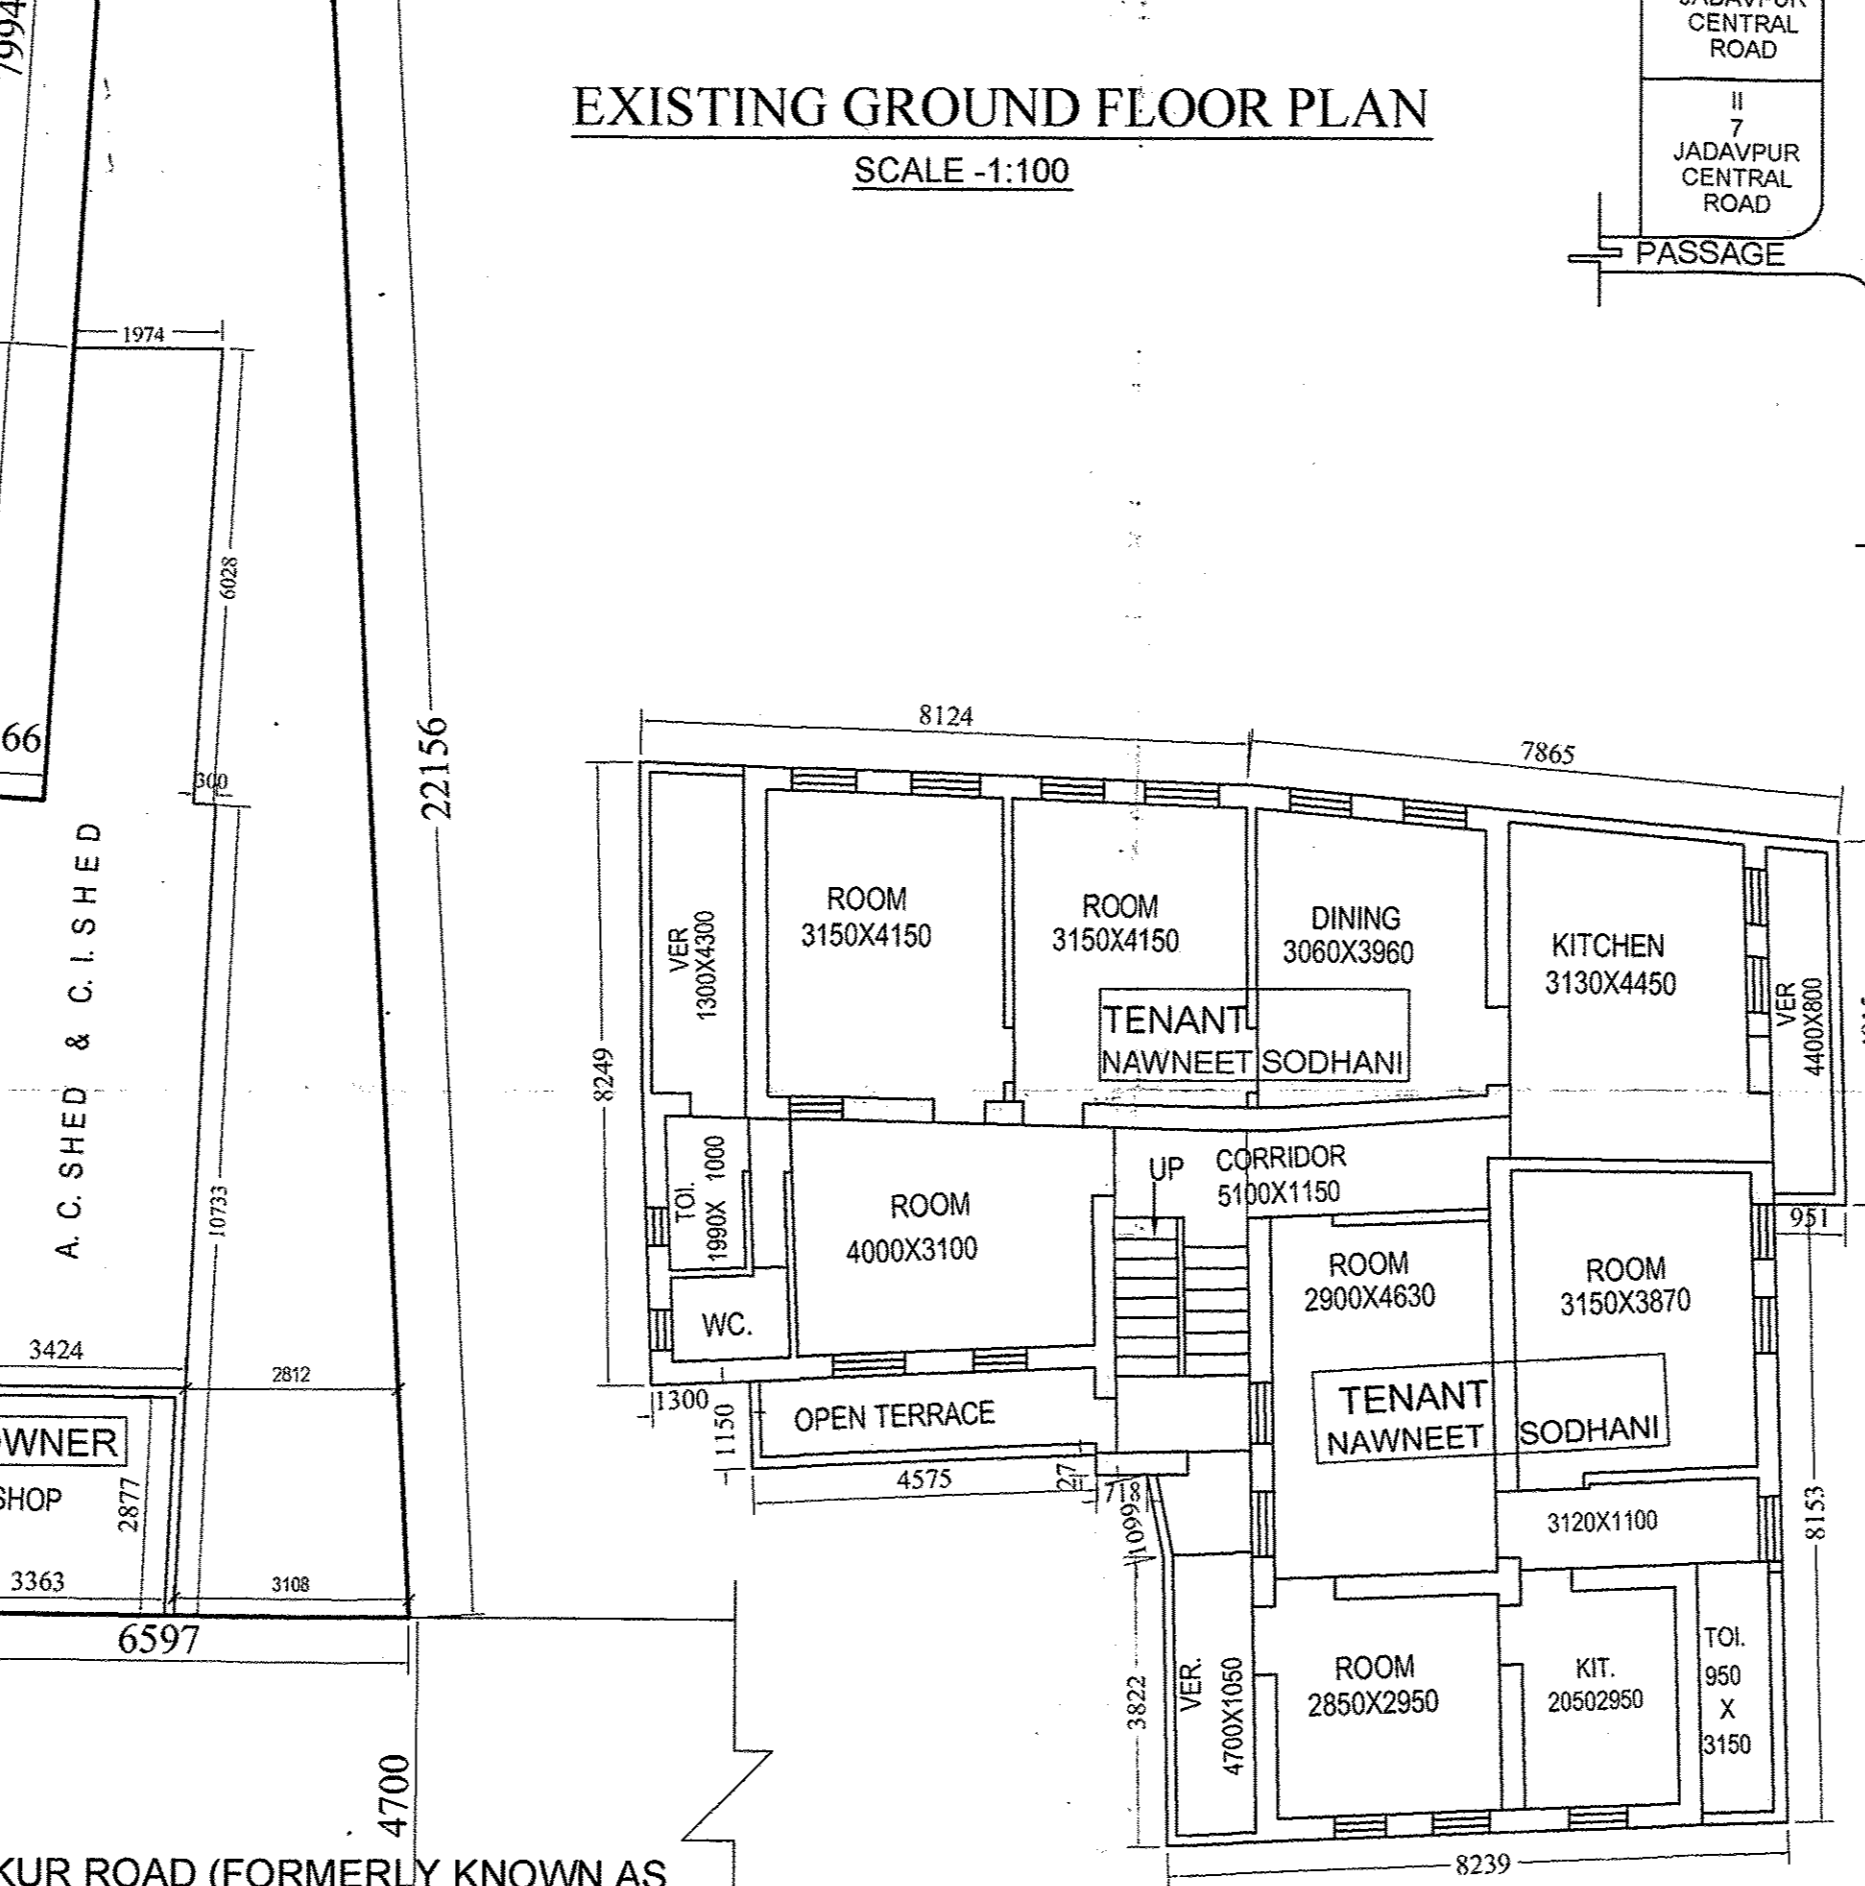 7994
JADAVPUR
CENTRAL
ROAD
II
7
JADAVPUR
CENTRAL
ROAD
PASSAGE
EXISTING GROUND FLOOR PLAN
SCALE -1:100
1974
6028
300
66
22156
A. C. SHED & C. I. SHED
10733
3424
2812
OWNER
SHOP
2877
3363
3108
6597
4700
KUR ROAD (FORMERLY KNOWN AS
8124
7865
8249
VER
1300X4300
ROOM
3150X4150
ROOM
3150X4150
DINING
3060X3960
KITCHEN
3130X4450
VER
4400X800
TENANT
NAWNEET SODHANI
TOI.
1990X 1000
WC.
ROOM
4000X3100
UP
CORRIDOR
5100X1150
ROOM
2900X4630
ROOM
3150X3870
951
TENANT
NAWNEET SODHANI
1300
1150
OPEN TERRACE
4575
27
718
1069
3120X1100
8153
3822
VER.
4700X1050
ROOM
2850X2950
KIT.
20502950
TOI.
950
X
3150
8239